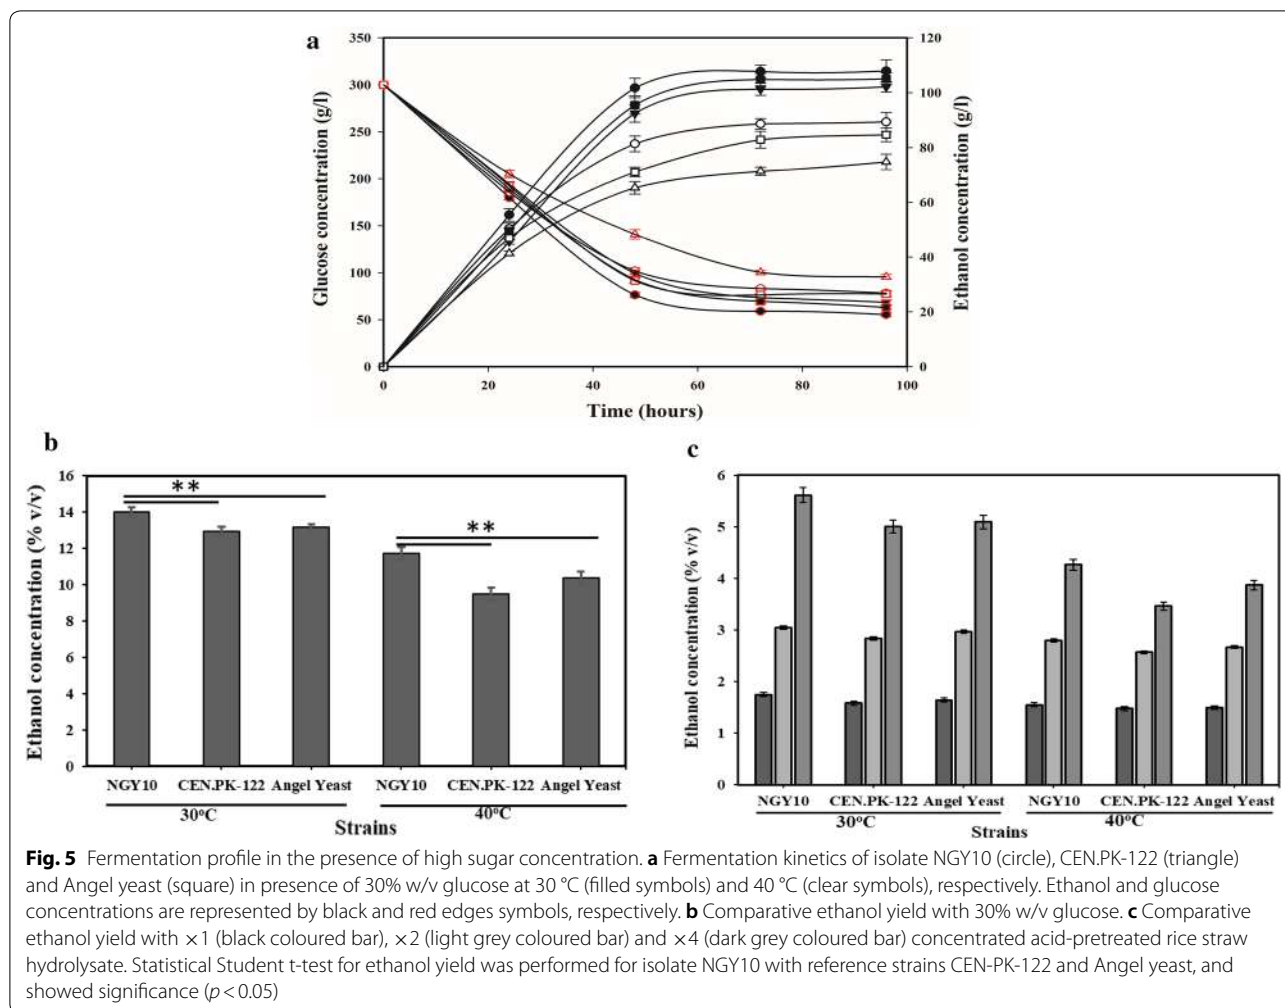 a
350
300
250
200
150
100
50
0
Glucose concentration (g/l)
120
100
80
60
40
20
0
Ethanol concentration (g/l)
0 20 40 60 80 100
Time (hours)
b
16
14
12
10
8
6
4
2
0
Ethanol concentration (% v/v)
**
**
NGY10 CEN.PK-122 Angel Yeast NGY10 CEN.PK-122 Angel Yeast
30°C 40°C
Strains
c
6
5
4
3
2
1
0
Ethanol concentration (% v/v)
NGY10 CEN.PK-122 Angel Yeast NGY10 CEN.PK-122 Angel Yeast
30°C 40°C
Strains
Fig. 5 Fermentation profile in the presence of high sugar concentration. a Fermentation kinetics of isolate NGY10 (circle), CEN.PK-122 (triangle)
and Angel yeast (square) in presence of 30% w/v glucose at 30 °C (filled symbols) and 40 °C (clear symbols), respectively. Ethanol and glucose
concentrations are represented by black and red edges symbols, respectively. b Comparative ethanol yield with 30% w/v glucose. c Comparative
ethanol yield with ×1 (black coloured bar), ×2 (light grey coloured bar) and ×4 (dark grey coloured bar) concentrated acid-pretreated rice straw
hydrolysate. Statistical Student t-test for ethanol yield was performed for isolate NGY10 with reference strains CEN-PK-122 and Angel yeast, and
showed significance (p < 0.05)